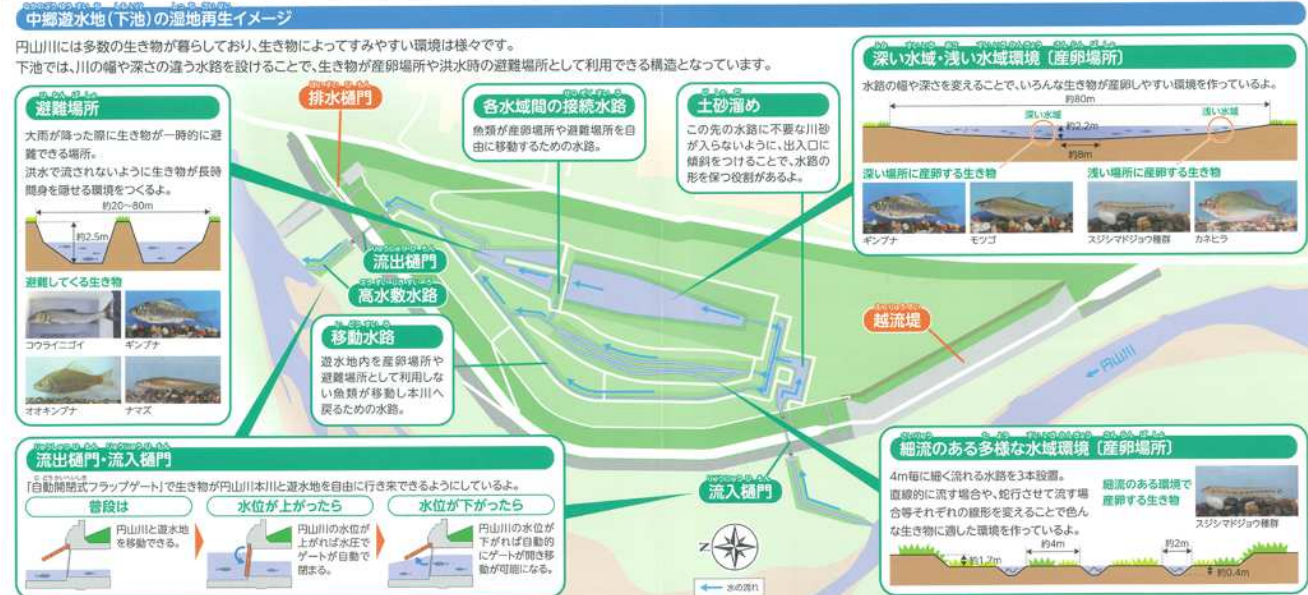 中郷遊水地(下池)の湿地再生イメージ
円山川には多数の生き物が暮らしており、生き物によってすみやすい環境は様々です。
下池では、川の幅や深さの違う水路を設けることで、生き物が産卵場所や洪水時の避難場所として利用できる構造となっています。
避難場所
大雨が降った際に生き物が一時的に避
難できる場所。
洪水で流されないように生き物が長時
間身を隠せる環境をつくるよ。
約20～80m
約2.5m
避難してくる生き物
コウライニゴイ
ギンブナ
オオキンブナ
ナマズ
排水樋門
各水域間の接続水路
魚類が産卵場所や避難場所を自
由に移動するための水路。
土砂溜め
この先の水路に不要な川砂
が入らないように、出入口に
傾斜をつけることで、水路の
形を保つ役割があるよ。
深い水域・浅い水域環境〔産卵場所〕
水路の幅や深さを変えることで、いろんな生き物が産卵しやすい環境を作っているよ。
約80m
深い水域
浅い水域
約2.2m
約8m
深い場所に産卵する生き物
浅い場所に産卵する生き物
ギンブナ
モツゴ
スジシマドジョウ種群
カネヒラ
流出樋門
高水敷水路
移動水路
遊水地内を産卵場所や
避難場所として利用しな
い魚類が移動し本川へ
戻るための水路。
越流堤
円山川
流出樋門・流入樋門
「自動開閉式フラップゲート」で生き物が円山川本川と遊水地を自由に行き来できるようにしているよ。
じどうかいへいしき
普段は
円山川と遊水地
を移動できる。
水位が上がったら
円山川の水位が
上がれば水圧で
ゲートが自動で
閉まる。
水位が下がったら
円山川の水位が
下がれば自動的
にゲートが開き移
動が可能になる。
流入樋門
N
水の流れ
細流のある多様な水域環境〔産卵場所〕
4m毎に細く流れる水路を3本設置。
直線的に流す場合や、蛇行させて流す場
合等それぞれの線形を変えることで色ん
な生き物に適した環境を作っているよ。
細流のある環境で
産卵する生き物
スジシマドジョウ種群
約1.7m
約4m
約2m
約0.4m